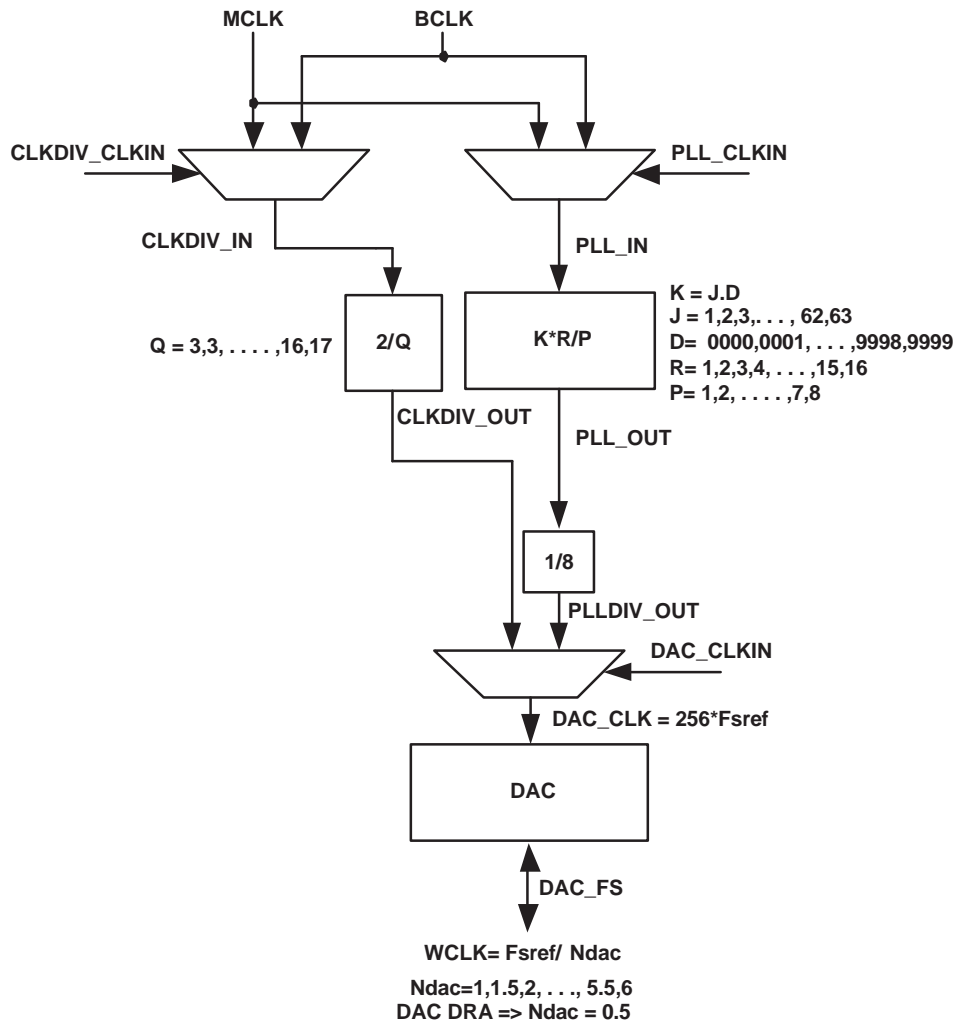 MCLK
BCLK
CLKDIV_CLKIN
PLL_CLKIN
CLKDIV_IN
PLL_IN
K = J.D
J = 1,2,3,. . . , 62,63
D= 0000,0001, . . . ,9998,9999
R= 1,2,3,4, . . . ,15,16
P= 1,2, . . . . ,7,8
Q = 3,3, . . . . ,16,17
2/Q
K*R/P
CLKDIV_OUT
PLL_OUT
1/8
PLLDIV_OUT
DAC_CLKIN
DAC_CLK = 256*Fsref
DAC
DAC_FS
WCLK= Fsref/ Ndac
Ndac=1,1.5,2, . . ., 5.5,6
DAC DRA => Ndac = 0.5